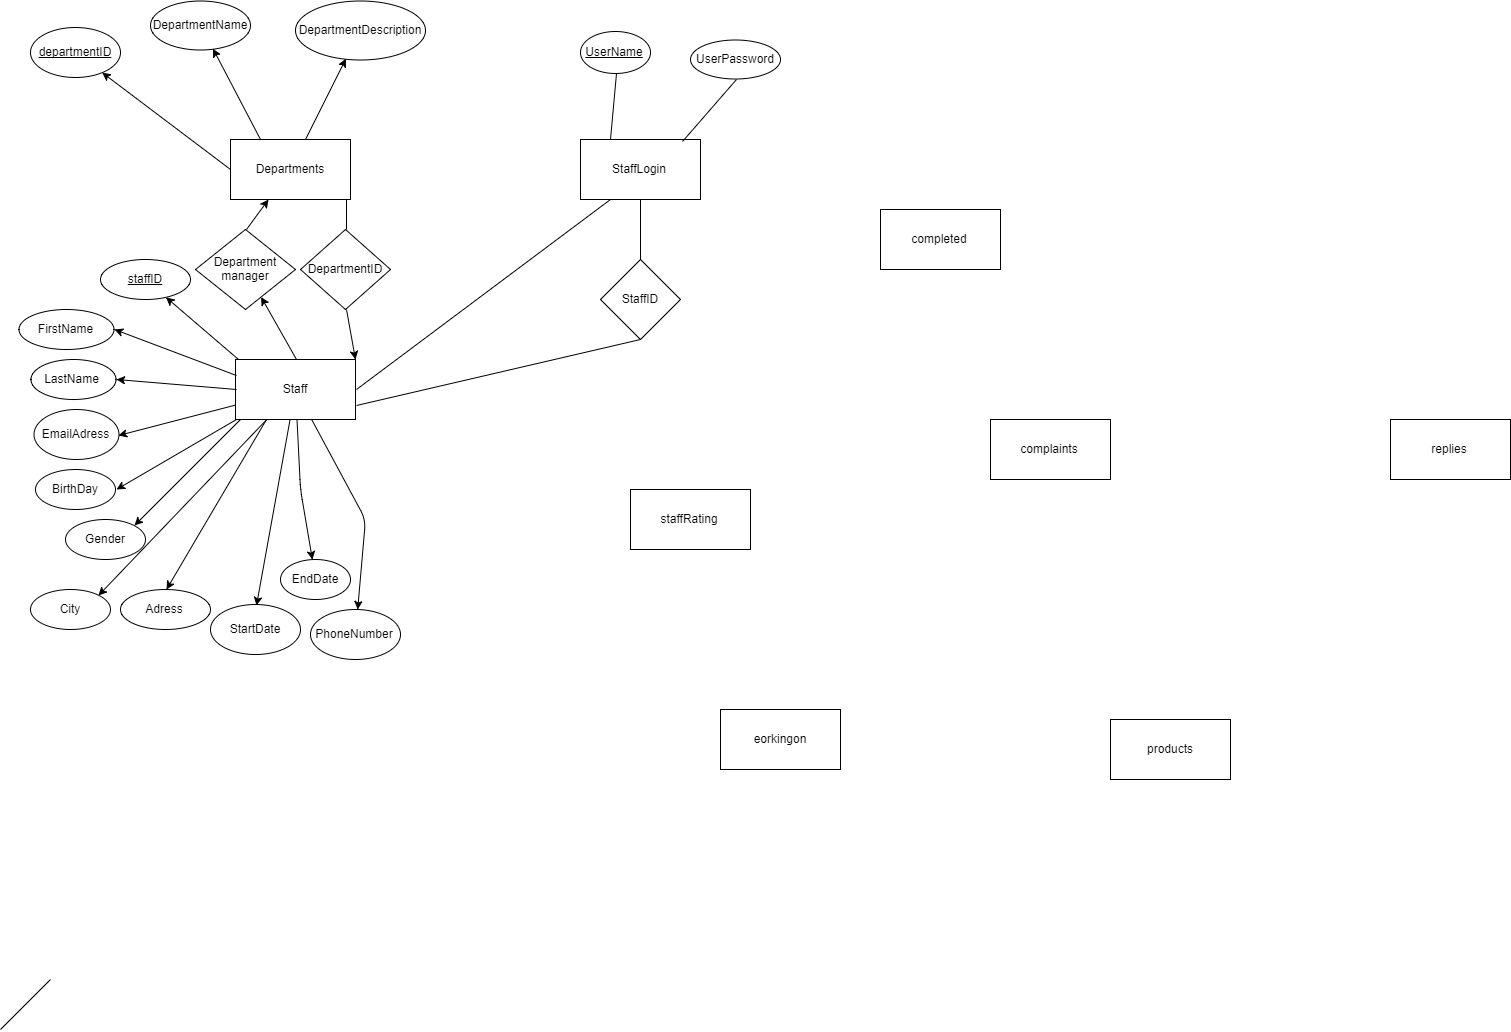 DepartmentName
DepartmentDescription
departmentID
UserName
UserPassword
Departments
StaffLogin
completed
Department
manager
DepartmentID
staffID
StaffID
FirstName
LastName
Staff
EmailAdress
BirthDay
Gender
complaints
replies
staffRating
EndDate
City
Adress
StartDate
PhoneNumber
eorkingon
products